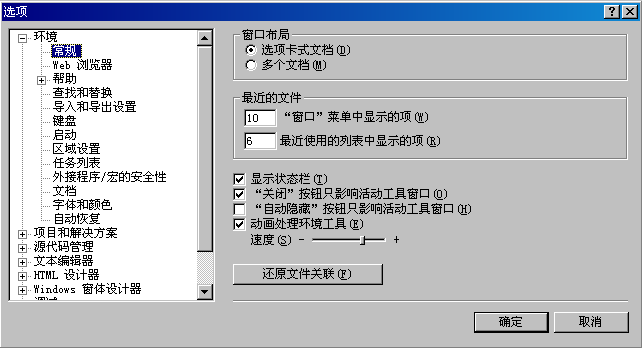 选项
环境
常规
Web 浏览器
帮助
查找和替换
导入和导出设置
键盘
启动
区域设置
任务列表
外接程序/宏的安全性
文档
字体和颜色
自动恢复
项目和解决方案
源代码管理
文本编辑器
HTML 设计器
Windows 窗体设计器
调试
窗口布局
选项卡式文档(D)
多个文档(M)
最近的文件
10 “窗口”菜单中显示的项(W)
6 最近使用的列表中显示的项(R)
显示状态栏(T)
“关闭”按钮只影响活动工具窗口(O)
“自动隐藏”按钮只影响活动工具窗口(H)
动画处理环境工具(E)
速度(S) - +
还原文件关联(F)
确定 取消